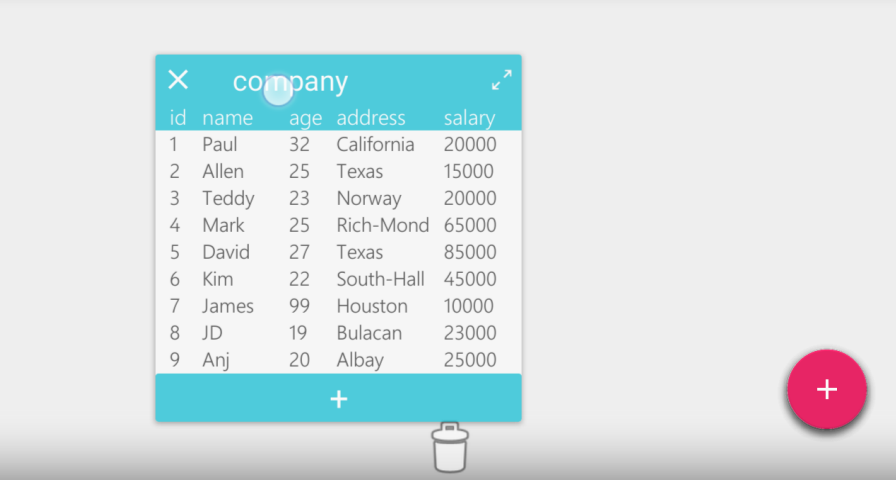 company
id name age address salary
1 Paul 32 California 20000
2 Allen 25 Texas 15000
3 Teddy 23 Norway 20000
4 Mark 25 Rich-Mond 65000
5 David 27 Texas 85000
6 Kim 22 South-Hall 45000
7 James 99 Houston 10000
8 JD 19 Bulacan 23000
9 Anj 20 Albay 25000